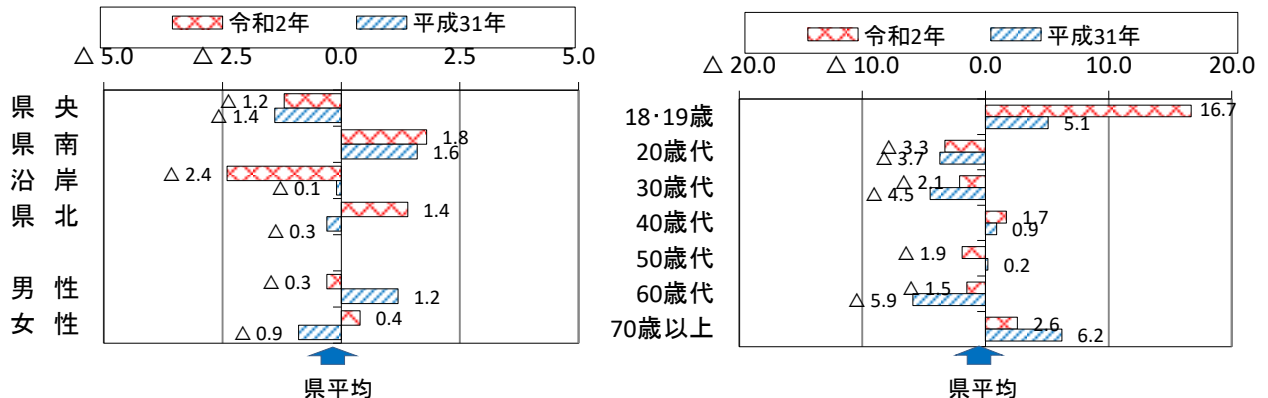 令和2年 平成31年
△ 5.0 △ 2.5 0.0 2.5 5.0
県 央 △ 1.2
△ 1.4
県 南 1.8
1.6
沿 岸 △ 2.4
△ 0.1
県 北 1.4
△ 0.3
男 性 △ 0.3
1.2
女 性 0.4
△ 0.9
県平均
令和2年 平成31年
△ 20.0 △ 10.0 0.0 10.0 20.0
18･19歳 16.7
5.1
20歳代 △ 3.3
△ 3.7
30歳代 △ 2.1
△ 4.5
40歳代 1.7
0.9
50歳代 △ 1.9
0.2
60歳代 △ 1.5
△ 5.9
70歳以上 2.6
6.2
県平均